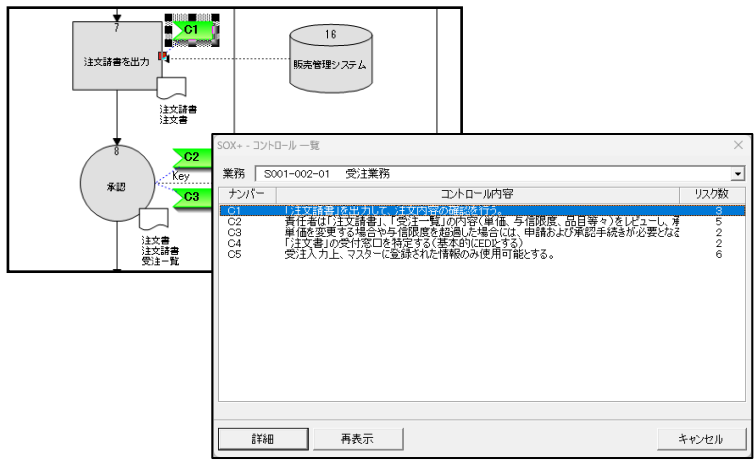 7
C1
注文請書を出力
16
販売管理システム
注文請書
注文書
8
C2
承認
Key
C3
注文書
注文請書
受注一覧
SOX+ - コントロール 一覧
業務 S001-002-01 受注業務
ナンバー コントロール内容 リスク数
C1 「注文請書」を出力して、注文内容の確認を行う。 3
C2 責任者は「注文請書」、「受注一覧」の内容(単価、与信限度、品目等々)をレビューし、承 5
C3 単価を変更する場合や与信限度を超過した場合には、申請および承認手続きが必要となる 2
C4 「注文書」の受付窓口を特定する(基本的にEDIとする) 2
C5 受注入力上、マスターに登録された情報のみ使用可能とする。 6
詳細 再表示 キャンセル